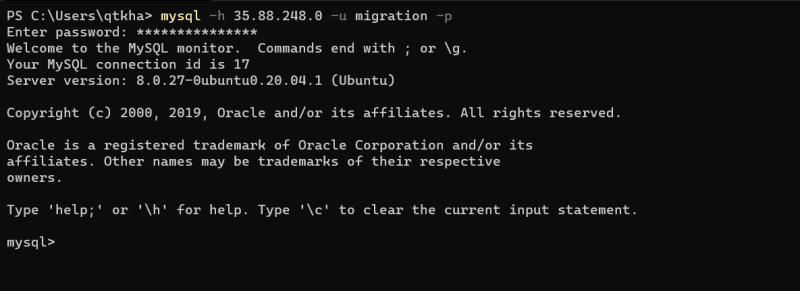 PS C:\Users\qtkha> mysql -h 35.88.248.0 -u migration -p
Enter password: ***************
Welcome to the MySQL monitor.  Commands end with ; or \g.
Your MySQL connection id is 17
Server version: 8.0.27-0ubuntu0.20.04.1 (Ubuntu)
Copyright (c) 2000, 2019, Oracle and/or its affiliates. All rights reserved.
Oracle is a registered trademark of Oracle Corporation and/or its
affiliates. Other names may be trademarks of their respective
owners.
Type 'help;' or '\h' for help. Type '\c' to clear the current input statement.
mysql>